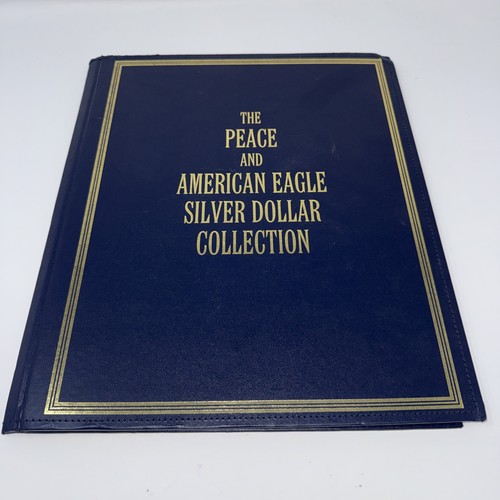 THE
PEACE
AND
AMERICAN EAGLE
SILVER DOLLAR
COLLECTION